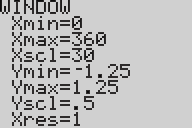 WINDOW
Xmin=0
Xmax=360
Xscl=30
Ymin=-1.25
Ymax=1.25
Yscl=.5
Xres=1